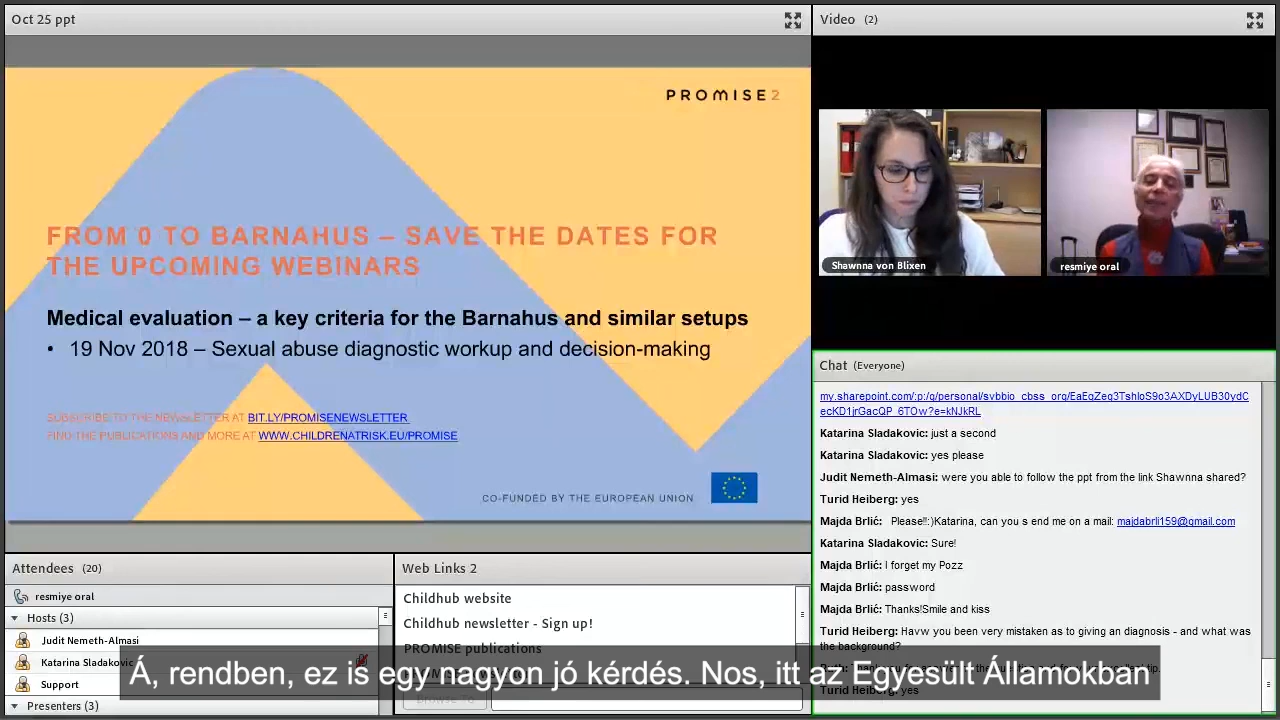 Oct 25 ppt
PROMISE2
FROM 0 TO BARNAHUS – SAVE THE DATES FOR
THE UPCOMING WEBINARS
Medical evaluation – a key criteria for the Barnahus and similar setups
• 19 Nov 2018 – Sexual abuse diagnostic workup and decision-making
SUBSCRIBE TO THE NEWSLETTER AT BIT.LY/PROMISENEWSLETTER
FIND THE PUBLICATIONS AND MORE AT WWW.CHILDRENATRISK.EU/PROMISE
CO-FUNDED BY THE EUROPEAN UNION
Video (2)
Shawnna von Blixen
resmiye oral
Chat (Everyone)
my.sharepoint.com/:p:/g/personal/svbbio_cbss_org/EaEqZeq3TshIoS9o3AXDyLUB30ydC
ecKD1jrGacQP_6TOw?e=kNJkRL
Katarina Sladakovic: just a second
Katarina Sladakovic: yes please
Judit Nemeth-Almasi: were you able to follow the ppt from the link Shawnna shared?
Turid Heiberg: yes
Majda Brlić: Please!!:)Katarina, can you s end me on a mail: majdabrli159@gmail.com
Katarina Sladakovic: Sure!
Majda Brlić: I forget my Pozz
Majda Brlić: password
Majda Brlić: Thanks!Smile and kiss
Turid Heiberg: Havw you been very mistaken as to giving an diagnosis - and what was
the background?
Turid Heiberg: yes
Attendees (20)
resmiye oral
Hosts (3)
Judit Nemeth-Almasi
Katarina Sladakovic
Support
Presenters (3)
Web Links 2
Childhub website
Childhub newsletter - Sign up!
PROMISE publications
Browse To
Á, rendben, ez is egy nagyon jó kérdés. Nos, itt az Egyesült Államokban